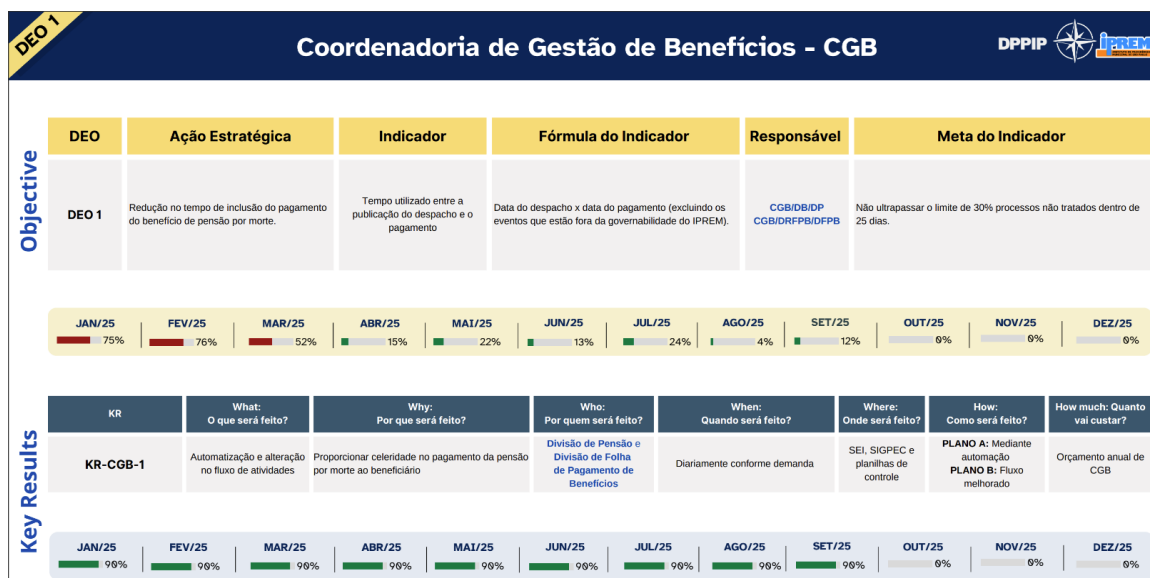 DEO 1
Coordenadoria de Gestão de Benefícios - CGB
DPPIP
iPREM
Objective
DEO
Ação Estratégica
Indicador
Fórmula do Indicador
Responsável
Meta do Indicador
DEO 1
Redução no tempo de inclusão do pagamento
do benefício de pensão por morte.
Tempo utilizado entre a
publicação do despacho e o
pagamento
Data do despacho x data do pagamento (excluindo os
eventos que estão fora da governabilidade do IPREM).
CGB/DB/DP
CGB/DRFPB/DFPB
Não ultrapassar o limite de 30% processos não tratados dentro de
25 dias.
JAN/25 FEV/25 MAR/25 ABR/25 MAI/25 JUN/25 JUL/25 AGO/25 SET/25 OUT/25 NOV/25 DEZ/25
75% 76% 52% 15% 22% 13% 24% 4% 12% 0% 0% 0%
Key Results
KR
What:
O que será feito?
Why:
Por que será feito?
Who:
Por quem será feito?
When:
Quando será feito?
Where:
Onde será feito?
How:
Como será feito?
How much: Quanto
vai custar?
KR-CGB-1
Automatização e alteração
no fluxo de atividades
Proporcionar celeridade no pagamento da pensão
por morte ao beneficiário
Divisão de Pensão e
Divisão de Folha
de Pagamento de
Benefícios
Diariamente conforme demanda
SEI, SIGPEC e
planilhas de
controle
PLANO A: Mediante
automação
PLANO B: Fluxo
melhorado
Orçamento anual de
CGB
JAN/25 FEV/25 MAR/25 ABR/25 MAI/25 JUN/25 JUL/25 AGO/25 SET/25 OUT/25 NOV/25 DEZ/25
90% 90% 90% 90% 90% 90% 90% 90% 90% 0% 0% 0%